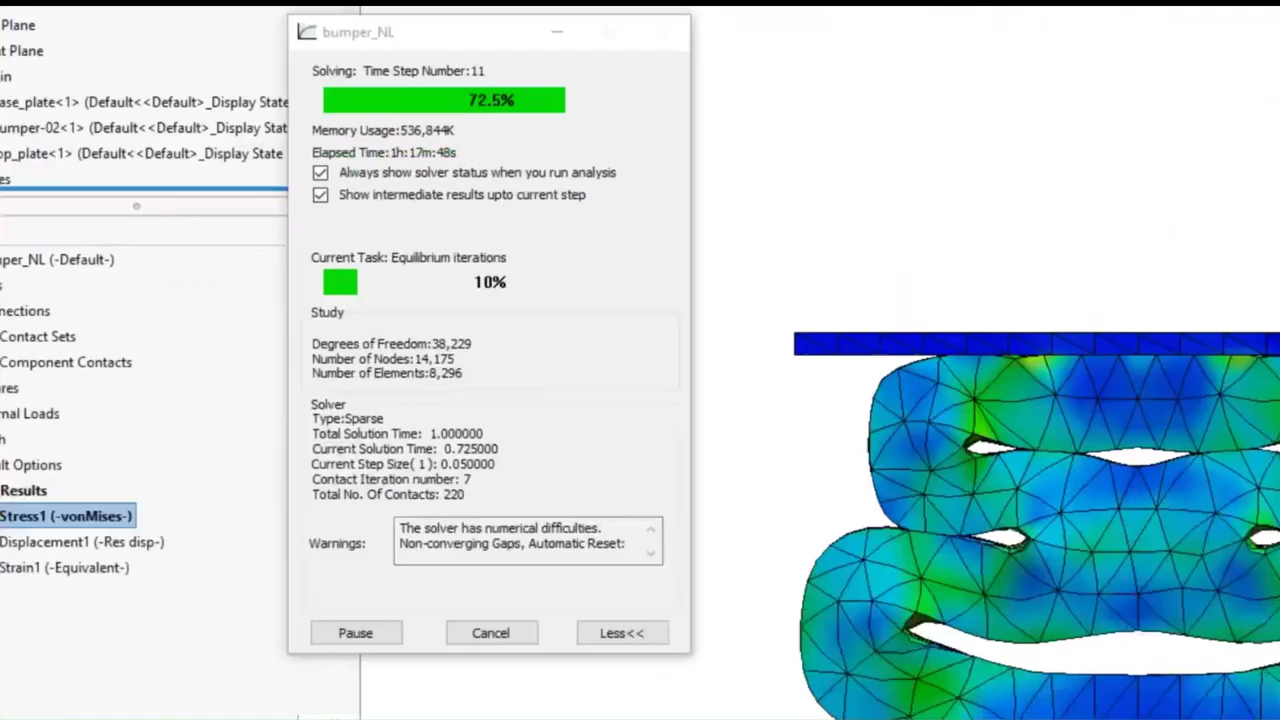 Plane
t Plane
in
ase_plate<1> (Default<<Default>_Display State
umper-02<1> (Default<<Default>_Display Stat
op_plate<1> (Default<<Default>_Display State
es
per_NL (-Default-)
s
nections
Contact Sets
Component Contacts
ures
rnal Loads
h
ult Options
Results
Stress1 (-vonMises-)
Displacement1 (-Res disp-)
Strain1 (-Equivalent-)
bumper_NL
Solving: Time Step Number:11
72.5%
Memory Usage:536,844K
Elapsed Time:1h:17m:48s
Always show solver status when you run analysis
Show intermediate results upto current step
Current Task: Equilibrium iterations
10%
Study
Degrees of Freedom:38,229
Number of Nodes:14,175
Number of Elements:8,296
Solver
Type:Sparse
Total Solution Time: 1.000000
Current Solution Time: 0.725000
Current Step Size( 1 ): 0.050000
Contact Iteration number: 7
Total No. Of Contacts: 220
Warnings:
The solver has numerical difficulties.
Non-converging Gaps, Automatic Reset:
Pause
Cancel
Less<<